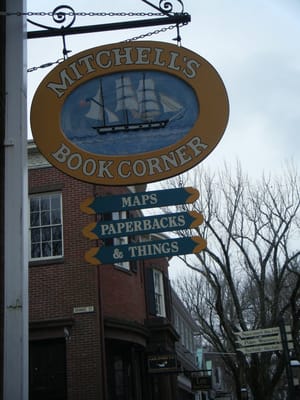 MITCHELL'S
BOOK CORNER
MAPS
PAPERBACKS
& THINGS